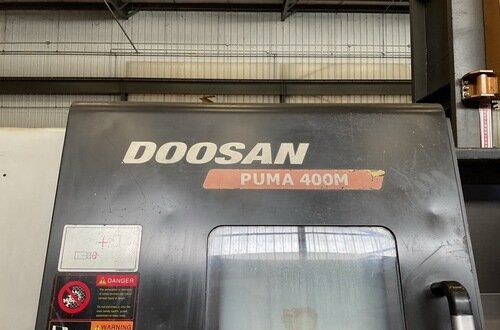 DOOSAN
PUMA 400M
DANGER
WARNING